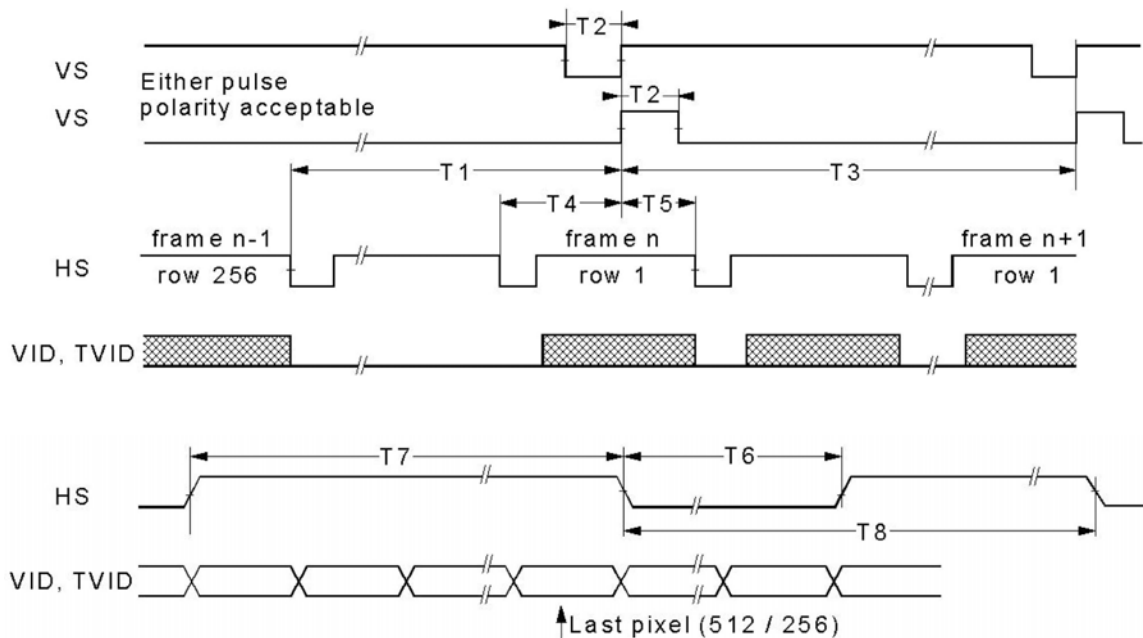 T2
VS
Either pulse
polarity acceptable
T2
VS
T1
T3
T4
T5
frame n-1
frame n
frame n+1
HS
row 256
row 1
row 1
VID, TVID
T7
T6
HS
T8
VID, TVID
Last pixel (512 / 256)